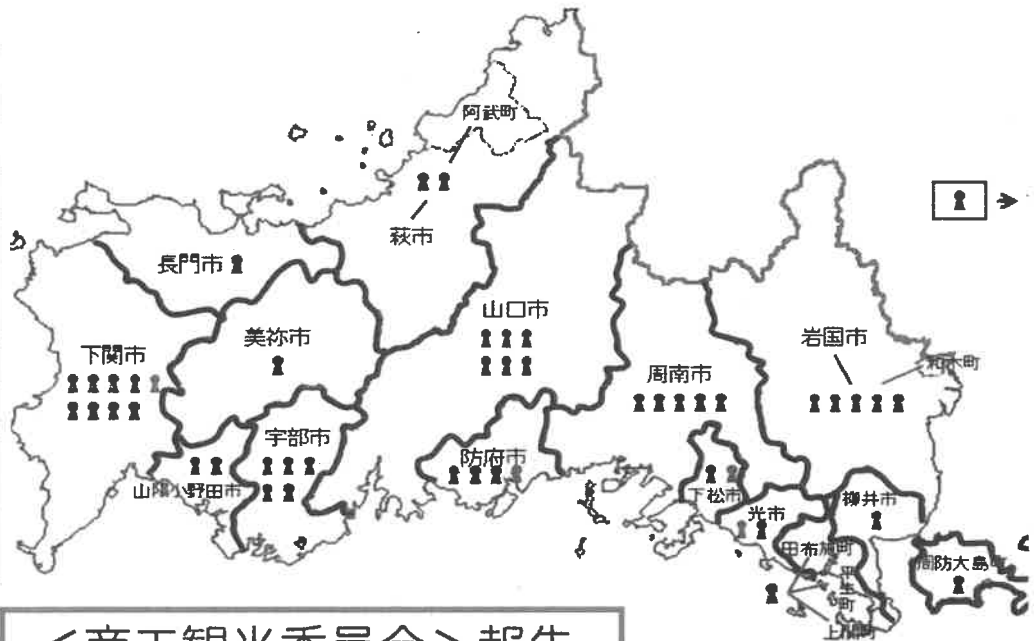 阿武町
萩市
長門市
山口市
美祢市
岩国市
和木町
下関市
周南市
宇部市
防府市
山陽小野田市
下松市
光市
柳井市
田布施町
平生町
上関町
周防大島町
＜商工観光委員会＞報告